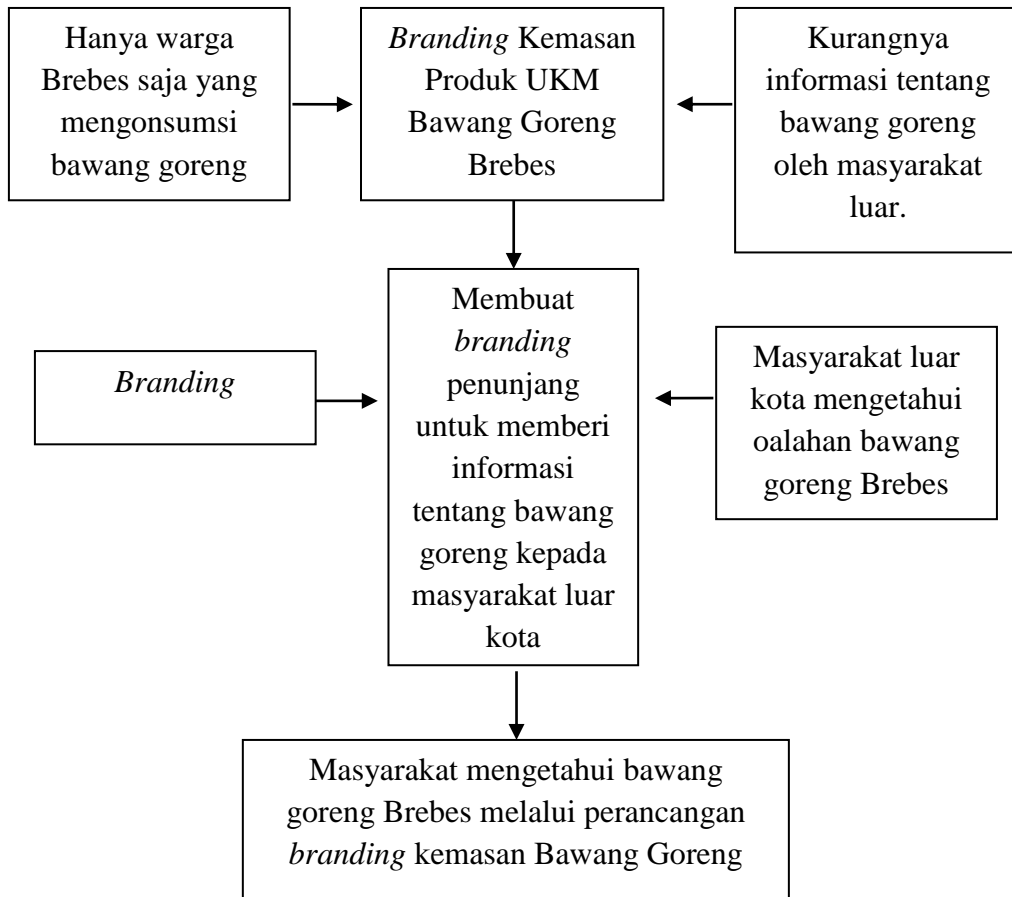 Hanya warga
Brebes saja yang
mengonsumsi
bawang goreng
Branding Kemasan
Produk UKM
Bawang Goreng
Brebes
Kurangnya
informasi tentang
bawang goreng
oleh masyarakat
luar.
Membuat
branding
penunjang
untuk memberi
informasi
tentang bawang
goreng kepada
masyarakat luar
kota
Branding
Masyarakat luar
kota mengetahui
oalahan bawang
goreng Brebes
Masyarakat mengetahui bawang
goreng Brebes melalui perancangan
branding kemasan Bawang Goreng